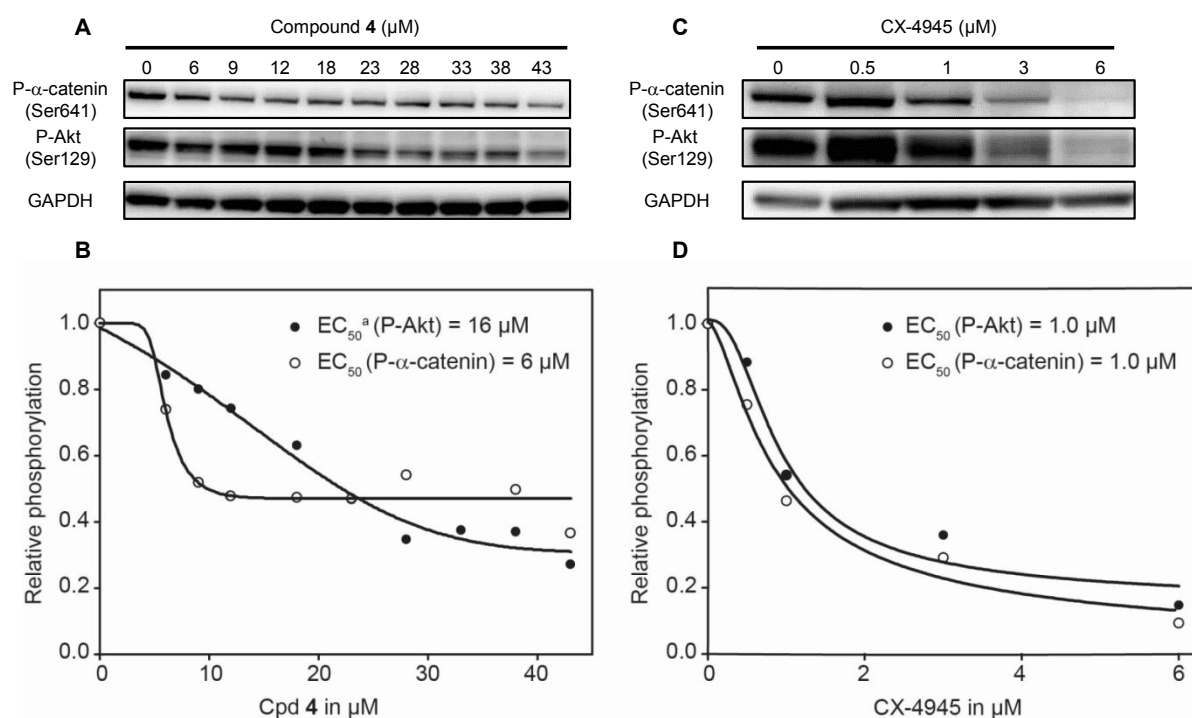 A
Compound 4 (µM)
0 6 9 12 18 23 28 33 38 43
P-α-catenin
(Ser641)
P-Akt
(Ser129)
GAPDH
C
CX-4945 (µM)
0 0.5 1 3 6
P-α-catenin
(Ser641)
P-Akt
(Ser129)
GAPDH
B
Relative phosphorylation
1.0
0.8
0.6
0.4
0.2
0.0
EC50a (P-Akt) = 16 µM
EC50 (P-α-catenin) = 6 µM
0 10 20 30 40
Cpd 4 in µM
D
Relative phosphorylation
1.0
0.8
0.6
0.4
0.2
0.0
EC50 (P-Akt) = 1.0 µM
EC50 (P-α-catenin) = 1.0 µM
0 2 4 6
CX-4945 in µM